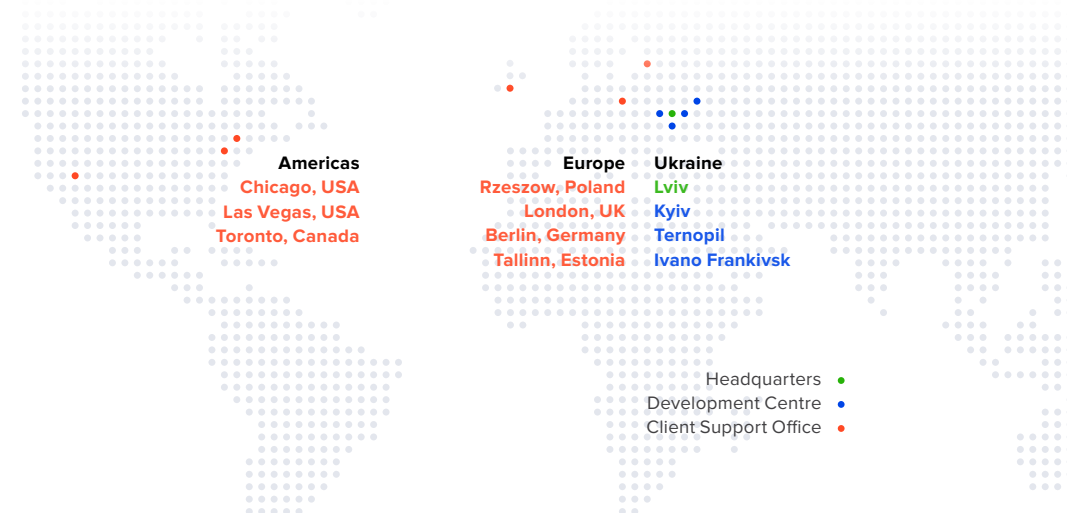 Americas
Chicago, USA
Las Vegas, USA
Toronto, Canada
Europe
Rzeszow, Poland
London, UK
Berlin, Germany
Tallinn, Estonia
Ukraine
Lviv
Kyiv
Ternopil
Ivano Frankivsk
Headquarters
Development Centre
Client Support Office